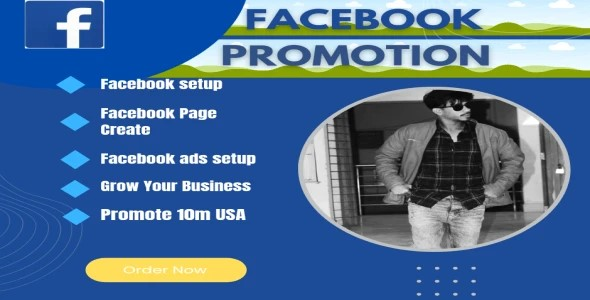 f
FACEBOOK
PROMOTION
Facebook setup
Facebook Page
Create
Facebook ads setup
Grow Your Business
Promote 10m USA
Order Now